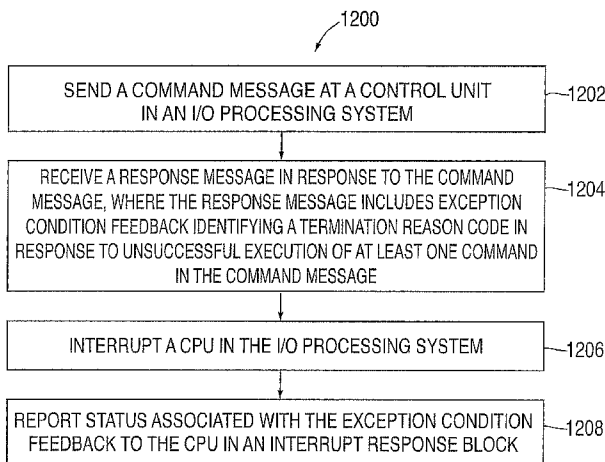 1200
SEND A COMMAND MESSAGE AT A CONTROL UNIT
IN AN I/O PROCESSING SYSTEM
1202
RECEIVE A RESPONSE MESSAGE IN RESPONSE TO THE COMMAND
MESSAGE, WHERE THE RESPONSE MESSAGE INCLUDES EXCEPTION
CONDITION FEEDBACK IDENTIFYING A TERMINATION REASON CODE IN
RESPONSE TO UNSUCCESSFUL EXECUTION OF AT LEAST ONE COMMAND
IN THE COMMAND MESSAGE
1204
INTERRUPT A CPU IN THE I/O PROCESSING SYSTEM
1206
REPORT STATUS ASSOCIATED WITH THE EXCEPTION CONDITION
FEEDBACK TO THE CPU IN AN INTERRUPT RESPONSE BLOCK
1208